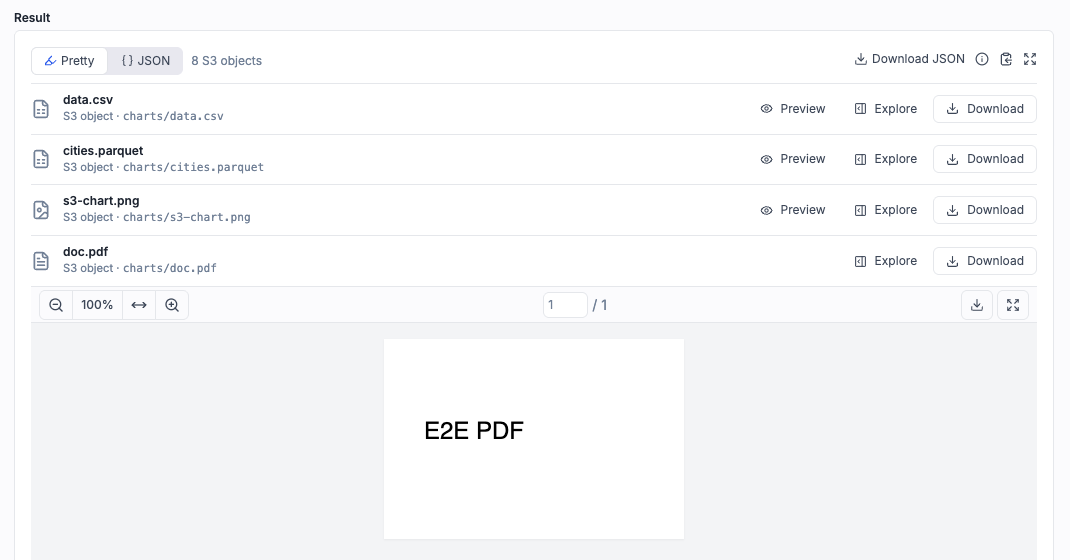 Result
Pretty
{ } JSON
8 S3 objects
Download JSON
data.csv
S3 object · charts/data.csv
Preview
Explore
Download
cities.parquet
S3 object · charts/cities.parquet
Preview
Explore
Download
s3-chart.png
S3 object · charts/s3-chart.png
Preview
Explore
Download
doc.pdf
S3 object · charts/doc.pdf
Explore
Download
100%
1 / 1
E2E PDF